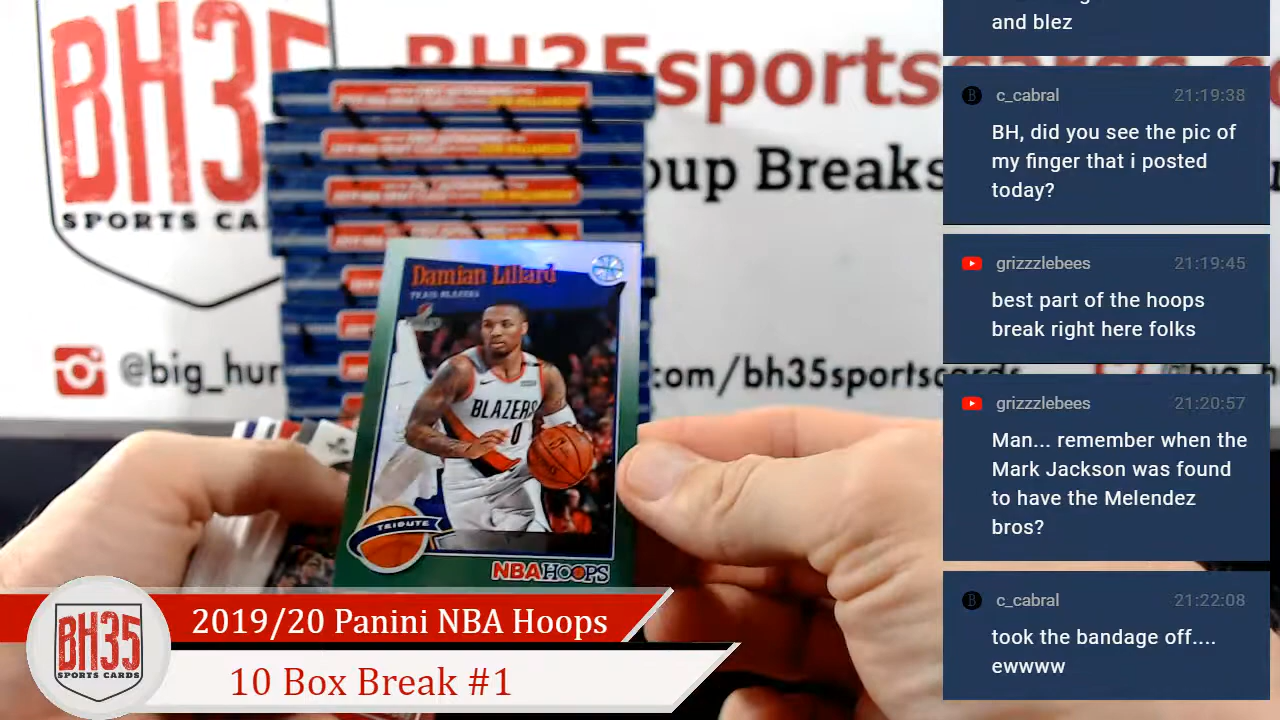 BH35
SPORTS CA
BH35sports
oup Breaks
@big_hur
com/bh35sportscards
Damian Lillard
TRAIL BLAZERS
BLAZERS
0
TRIBUTE
NBA HOOPS
BH35
SPORTS CARDS
2019/20 Panini NBA Hoops
10 Box Break #1
and blez
c_cabral 21:19:38
BH, did you see the pic of
my finger that i posted
today?
grizzzlebees 21:19:45
best part of the hoops
break right here folks
grizzzlebees 21:20:57
Man... remember when the
Mark Jackson was found
to have the Melendez
bros?
c_cabral 21:22:08
took the bandage off....
ewwww